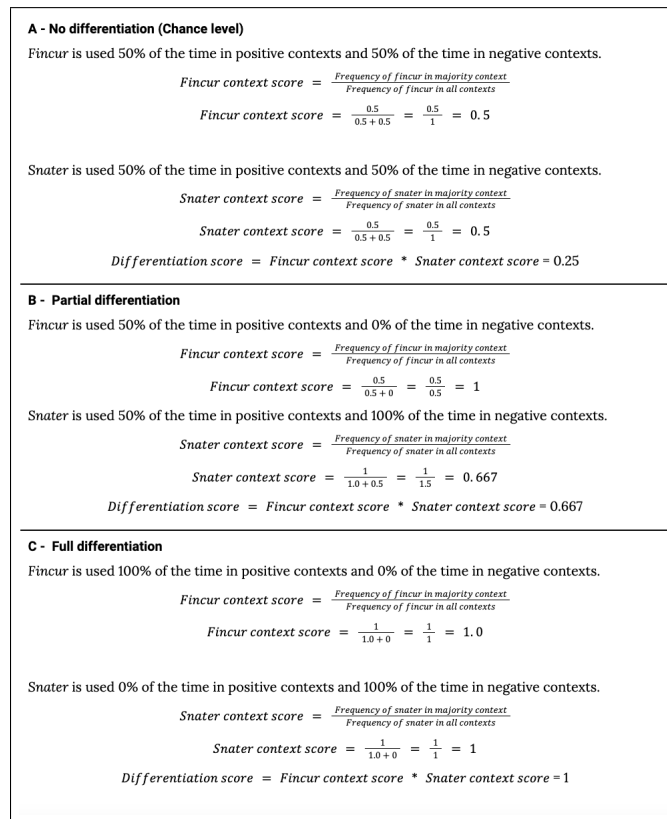 A - No differentiation (Chance level)
Fincur is used 50% of the time in positive contexts and 50% of the time in negative contexts.
Fincur context score = Frequency of fincur in majority context / Frequency of fincur in all contexts
Fincur context score = 0.5 / 0.5 + 0.5 = 0.5 / 1 = 0.5
Snater is used 50% of the time in positive contexts and 50% of the time in negative contexts.
Snater context score = Frequency of snater in majority context / Frequency of snater in all contexts
Snater context score = 0.5 / 0.5 + 0.5 = 0.5 / 1 = 0.5
Differentiation score = Fincur context score * Snater context score = 0.25
B - Partial differentiation
Fincur is used 50% of the time in positive contexts and 0% of the time in negative contexts.
Fincur context score = Frequency of fincur in majority context / Frequency of fincur in all contexts
Fincur context score = 0.5 / 0.5 + 0 = 0.5 / 0.5 = 1
Snater is used 50% of the time in positive contexts and 100% of the time in negative contexts.
Snater context score = Frequency of snater in majority context / Frequency of snater in all contexts
Snater context score = 1 / 1.0 + 0.5 = 1 / 1.5 = 0.667
Differentiation score = Fincur context score * Snater context score = 0.667
C - Full differentiation
Fincur is used 100% of the time in positive contexts and 0% of the time in negative contexts.
Fincur context score = Frequency of fincur in majority context / Frequency of fincur in all contexts
Fincur context score = 1 / 1.0 + 0 = 1 / 1 = 1.0
Snater is used 0% of the time in positive contexts and 100% of the time in negative contexts.
Snater context score = Frequency of snater in majority context / Frequency of snater in all contexts
Snater context score = 1 / 1.0 + 0 = 1 / 1 = 1
Differentiation score = Fincur context score * Snater context score = 1